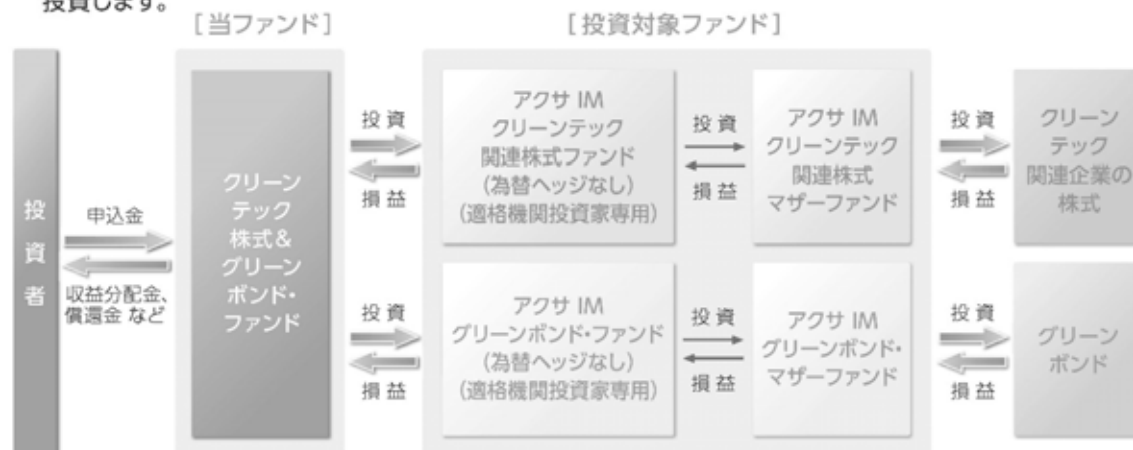 投資します。
[当ファンド]
[投資対象ファンド]
投資者
申込金
収益分配金、
償還金 など
クリーン
テック
株式&
グリーン
ボンド・
ファンド
投資
損益
アクサ IM
クリーンテック
関連株式ファンド
(為替ヘッジなし)
(適格機関投資家専用)
投資
損益
アクサ IM
クリーンテック
関連株式
マザーファンド
投資
損益
クリーン
テック
関連企業の
株式
投資
損益
アクサ IM
グリーンボンド・ファンド
(為替ヘッジなし)
(適格機関投資家専用)
投資
損益
アクサ IM
グリーンボンド・
マザーファンド
投資
損益
グリーン
ボンド